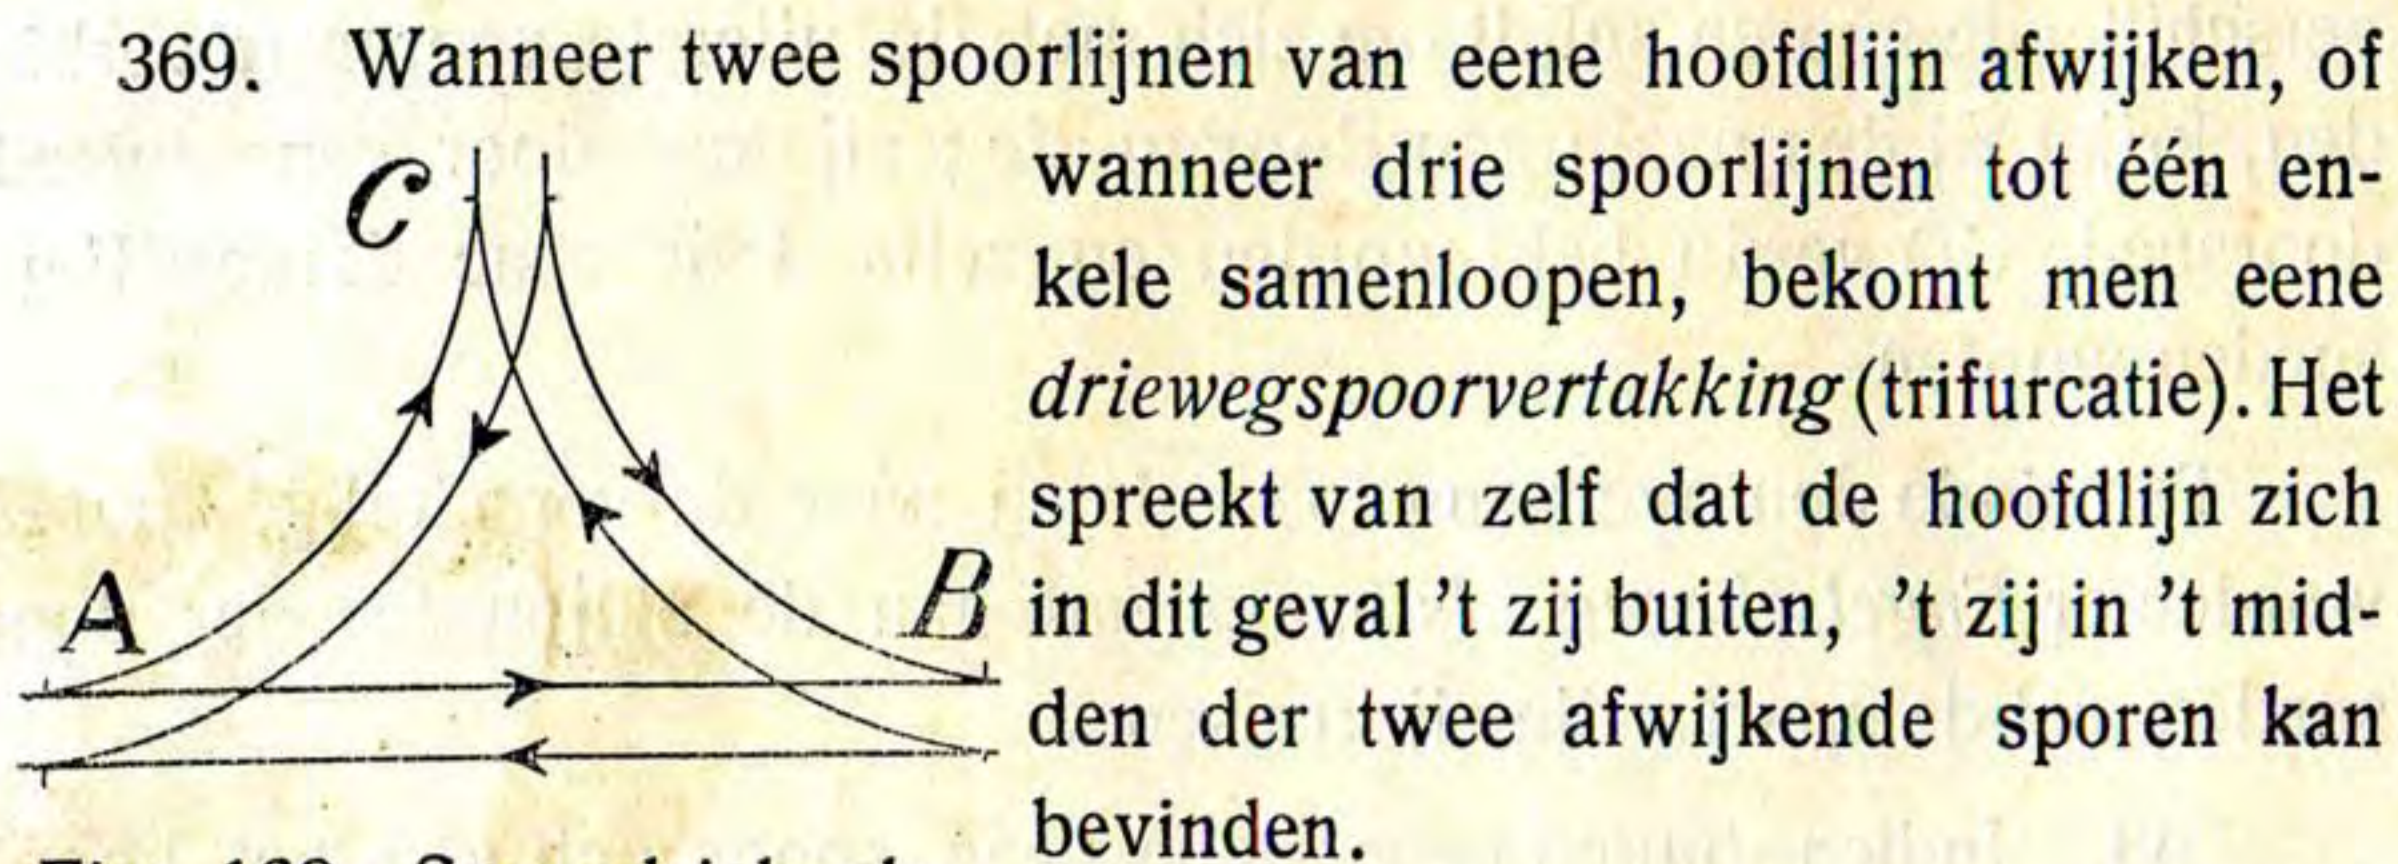 369. Wanneer twee spoorlijnen van eene hoofdlijn afwijken, of
wanneer drie spoorlijnen tot één en-
kele samenloopen, bekomt men eene
driewegspoorvertakking (trifurcatie). Het
spreekt van zelf dat de hoofdlijn zich
in dit geval 't zij buiten, 't zij in 't mid-
den der twee afwijkende sporen kan
bevinden.
C
A
B